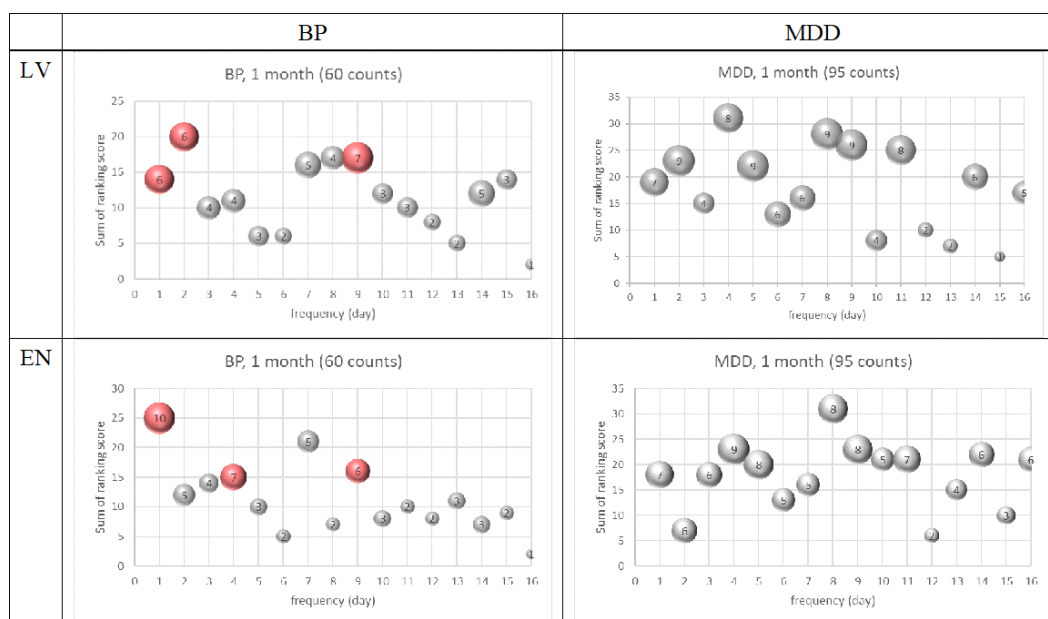 BP MDD
LV
BP, 1 month (60 counts)
Sum of ranking score
25
20
15
10
5
0
6 6 4 4 3 2 5 4 7 3 3 2 2 5 3 1
0 1 2 3 4 5 6 7 8 9 10 11 12 13 14 15 16
frequency (day)
MDD, 1 month (95 counts)
Sum of ranking score
35
30
25
20
15
10
5
0
7 9 4 8 9 6 6 9 9 4 8 2 2 6 1 5
0 1 2 3 4 5 6 7 8 9 10 11 12 13 14 15 16
frequency (day)
EN
BP, 1 month (60 counts)
Sum of ranking score
30
25
20
15
10
5
0
10 5 4 7 3 2 5 2 6 3 2 2 3 3 2 1
0 1 2 3 4 5 6 7 8 9 10 11 12 13 14 15 16
frequency (day)
MDD, 1 month (95 counts)
Sum of ranking score
35
30
25
20
15
10
5
0
7 6 6 9 8 5 5 8 8 5 7 2 4 6 3 6
0 1 2 3 4 5 6 7 8 9 10 11 12 13 14 15 16
frequency (day)